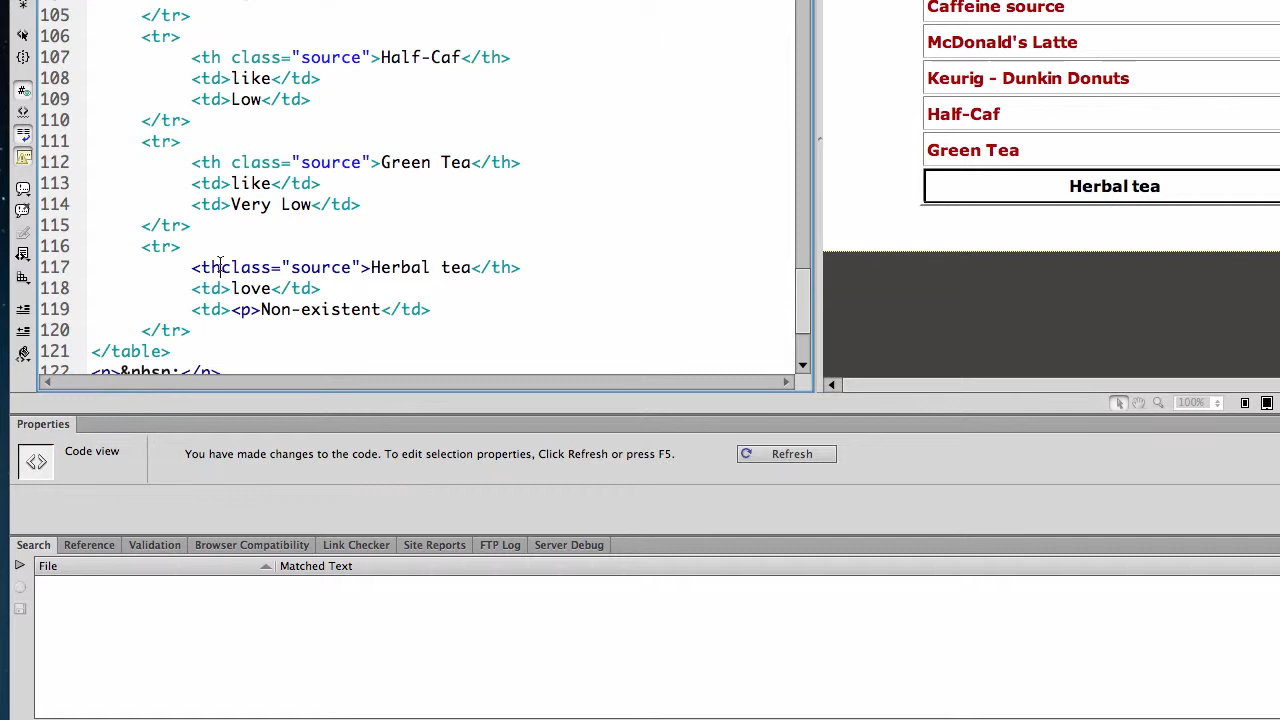 105 </tr>
106 <tr>
107 <th class="source">Half-Caf</th>
108 <td>like</td>
109 <td>Low</td>
110 </tr>
111 <tr>
112 <th class="source">Green Tea</th>
113 <td>like</td>
114 <td>Very Low</td>
115 </tr>
116 <tr>
117 <thclass="source">Herbal tea</th>
118 <td>love</td>
119 <td><p>Non-existent</td>
120 </tr>
121 </table>
122 <p>&nbsp;</p>
Caffeine source
McDonald's Latte
Keurig - Dunkin Donuts
Half-Caf
Green Tea
Herbal tea
100%
Properties
Code view
You have made changes to the code. To edit selection properties, Click Refresh or press F5.
Refresh
Search Reference Validation Browser Compatibility Link Checker Site Reports FTP Log Server Debug
File Matched Text